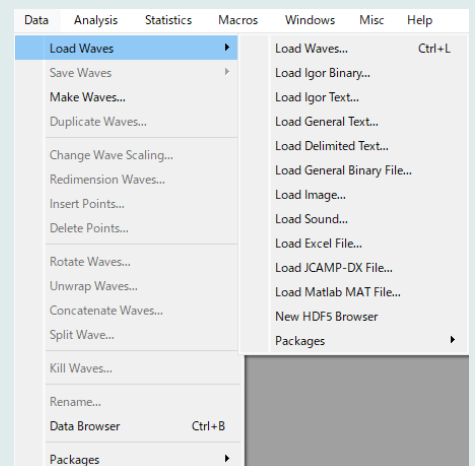 Data Analysis Statistics Macros Windows Misc Help
Load Waves
Save Waves
Make Waves...
Duplicate Waves...
Change Wave Scaling...
Redimension Waves...
Insert Points...
Delete Points...
Rotate Waves...
Unwrap Waves...
Concatenate Waves...
Split Wave...
Kill Waves...
Rename...
Data Browser Ctrl+B
Packages
Load Waves... Ctrl+L
Load Igor Binary...
Load Igor Text...
Load General Text...
Load Delimited Text...
Load General Binary File...
Load Image...
Load Sound...
Load Excel File...
Load JCAMP-DX File...
Load Matlab MAT File...
New HDF5 Browser
Packages